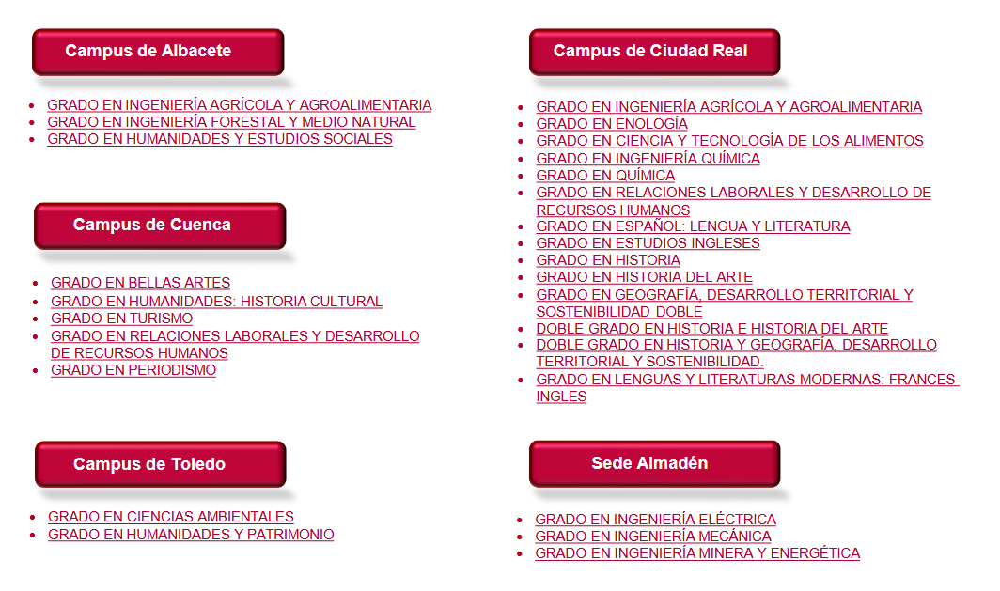 Campus de Albacete
GRADO EN INGENIERÍA AGRÍCOLA Y AGROALIMENTARIA
GRADO EN INGENIERÍA FORESTAL Y MEDIO NATURAL
GRADO EN HUMANIDADES Y ESTUDIOS SOCIALES
Campus de Cuenca
GRADO EN BELLAS ARTES
GRADO EN HUMANIDADES: HISTORIA CULTURAL
GRADO EN TURISMO
GRADO EN RELACIONES LABORALES Y DESARROLLO
DE RECURSOS HUMANOS
GRADO EN PERIODISMO
Campus de Toledo
GRADO EN CIENCIAS AMBIENTALES
GRADO EN HUMANIDADES Y PATRIMONIO
Campus de Ciudad Real
GRADO EN INGENIERÍA AGRÍCOLA Y AGROALIMENTARIA
GRADO EN ENOLOGÍA
GRADO EN CIENCIA Y TECNOLOGÍA DE LOS ALIMENTOS
GRADO EN INGENIERÍA QUÍMICA
GRADO EN QUÍMICA
GRADO EN RELACIONES LABORALES Y DESARROLLO DE
RECURSOS HUMANOS
GRADO EN ESPAÑOL: LENGUA Y LITERATURA
GRADO EN ESTUDIOS INGLESES
GRADO EN HISTORIA
GRADO EN HISTORIA DEL ARTE
GRADO EN GEOGRAFÍA, DESARROLLO TERRITORIAL Y
SOSTENIBILIDAD DOBLE
DOBLE GRADO EN HISTORIA E HISTORIA DEL ARTE
DOBLE GRADO EN HISTORIA Y GEOGRAFÍA, DESARROLLO
TERRITORIAL Y SOSTENIBILIDAD.
GRADO EN LENGUAS Y LITERATURAS MODERNAS: FRANCES-
INGLES
Sede Almadén
GRADO EN INGENIERÍA ELÉCTRICA
GRADO EN INGENIERÍA MECÁNICA
GRADO EN INGENIERÍA MINERA Y ENERGÉTICA